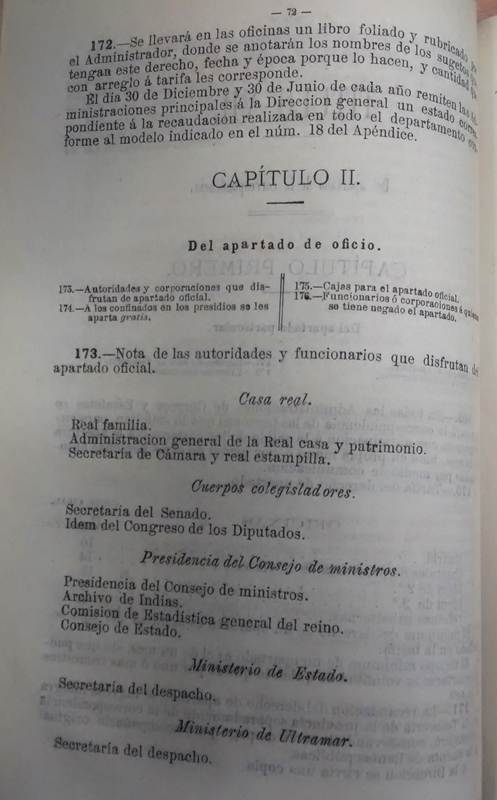 — 72 —
172.—Se llevará en las oficinas un libro foliado y rubricado
el Administrador, donde se anotarán los nombres de los sugetos
tengan este derecho, fecha y época porque lo hacen, y cantidad
con arreglo á tarifa les corresponde.
El dia 30 de Diciembre y 30 de Junio de cada año remiten las
ministraciones principales á la Direccion general un estado
pondiente á la recaudacion realizada en todo el departamento
forme al modelo indicado en el núm. 18 del Apéndice.
CAPÍTULO II.
Del apartado de oficio.
173.—Autoridades y corporaciones que dis-
frutan de apartado oficial.
174.—A los confinados en los presidios se les
aparta gratis.
175.—Cajas para el apartado oficial.
176.—Funcionarios ó corporaciones á quienes
se tiene negado el apartado.
173.—Nota de las autoridades y funcionarios que disfrutan del
apartado oficial.
Casa real.
Real familia.
Administracion general de la Real casa y patrimonio.
Secretaría de Cámara y real estampilla.
Cuerpos colegisladores.
Secretaría del Senado.
Idem del Congreso de los Diputados.
Presidencia del Consejo de ministros.
Presidencia del Consejo de ministros.
Archivo de Indias.
Comision de Estadística general del reino.
Consejo de Estado.
Ministerio de Estado.
Secretaría del despacho.
Ministerio de Ultramar.
Secretaría del despacho.